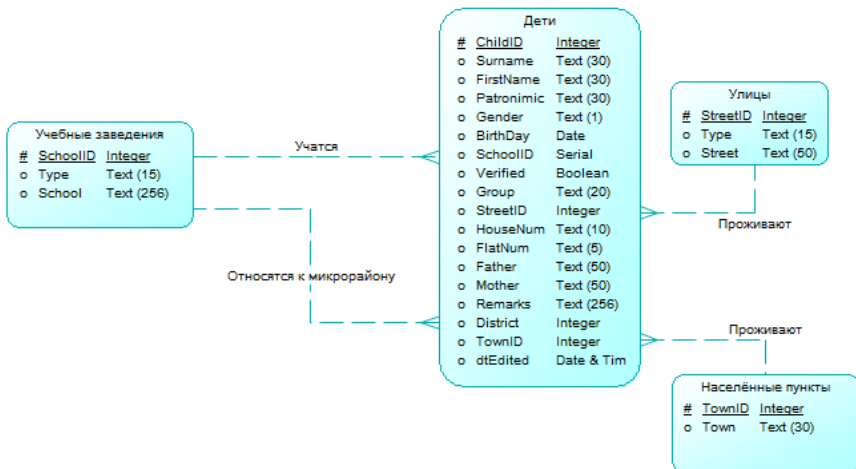 Дети
# ChildID Integer
o Surname Text (30)
o FirstName Text (30)
o Patronimic Text (30)
o Gender Text (1)
o BirthDay Date
o SchoolID Serial
o Verified Boolean
o Group Text (20)
o StreetID Integer
o HouseNum Text (10)
o FlatNum Text (5)
o Father Text (50)
o Mother Text (50)
o Remarks Text (256)
o District Integer
o TownID Integer
o dtEdited Date & Tim
Учебные заведения
# SchoolID Integer
o Type Text (15)
o School Text (256)
Учатся
Относятся к микрорайону
Улицы
# StreetID Integer
o Type Text (15)
o Street Text (50)
Проживают
Проживают
Населённые пункты
# TownID Integer
o Town Text (30)